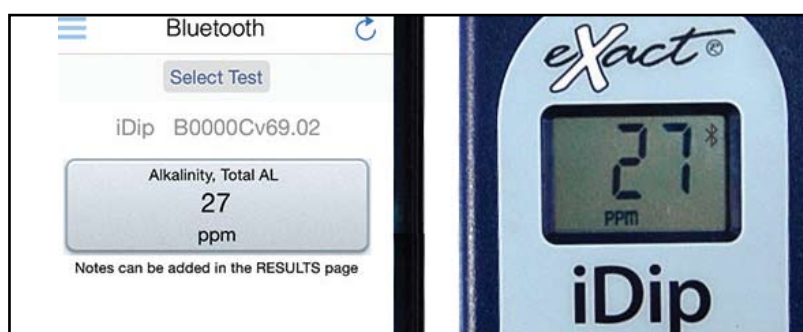 Bluetooth
Select Test
iDip B0000Cv69.02
Alkalinity, Total AL
27
ppm
Notes can be added in the RESULTS page
eXact®
27
PPM
iDip